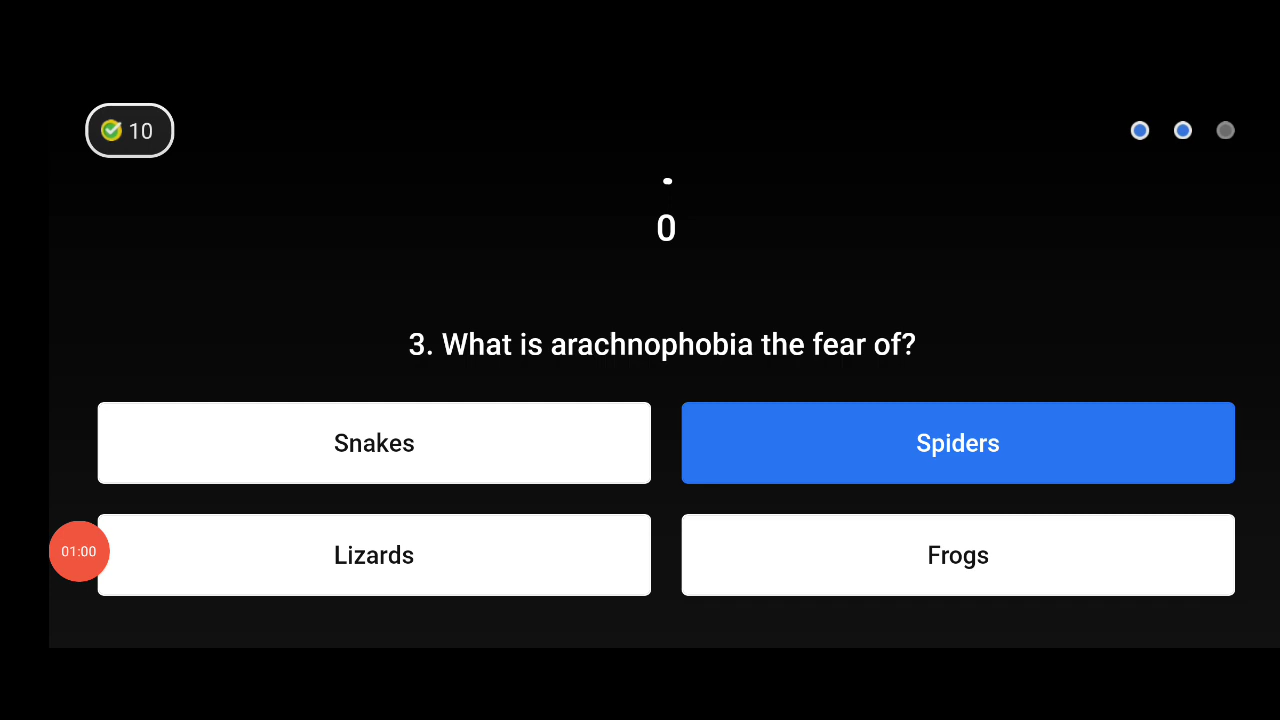 10
0
3. What is arachnophobia the fear of?
Snakes
Spiders
Lizards
Frogs
01:00